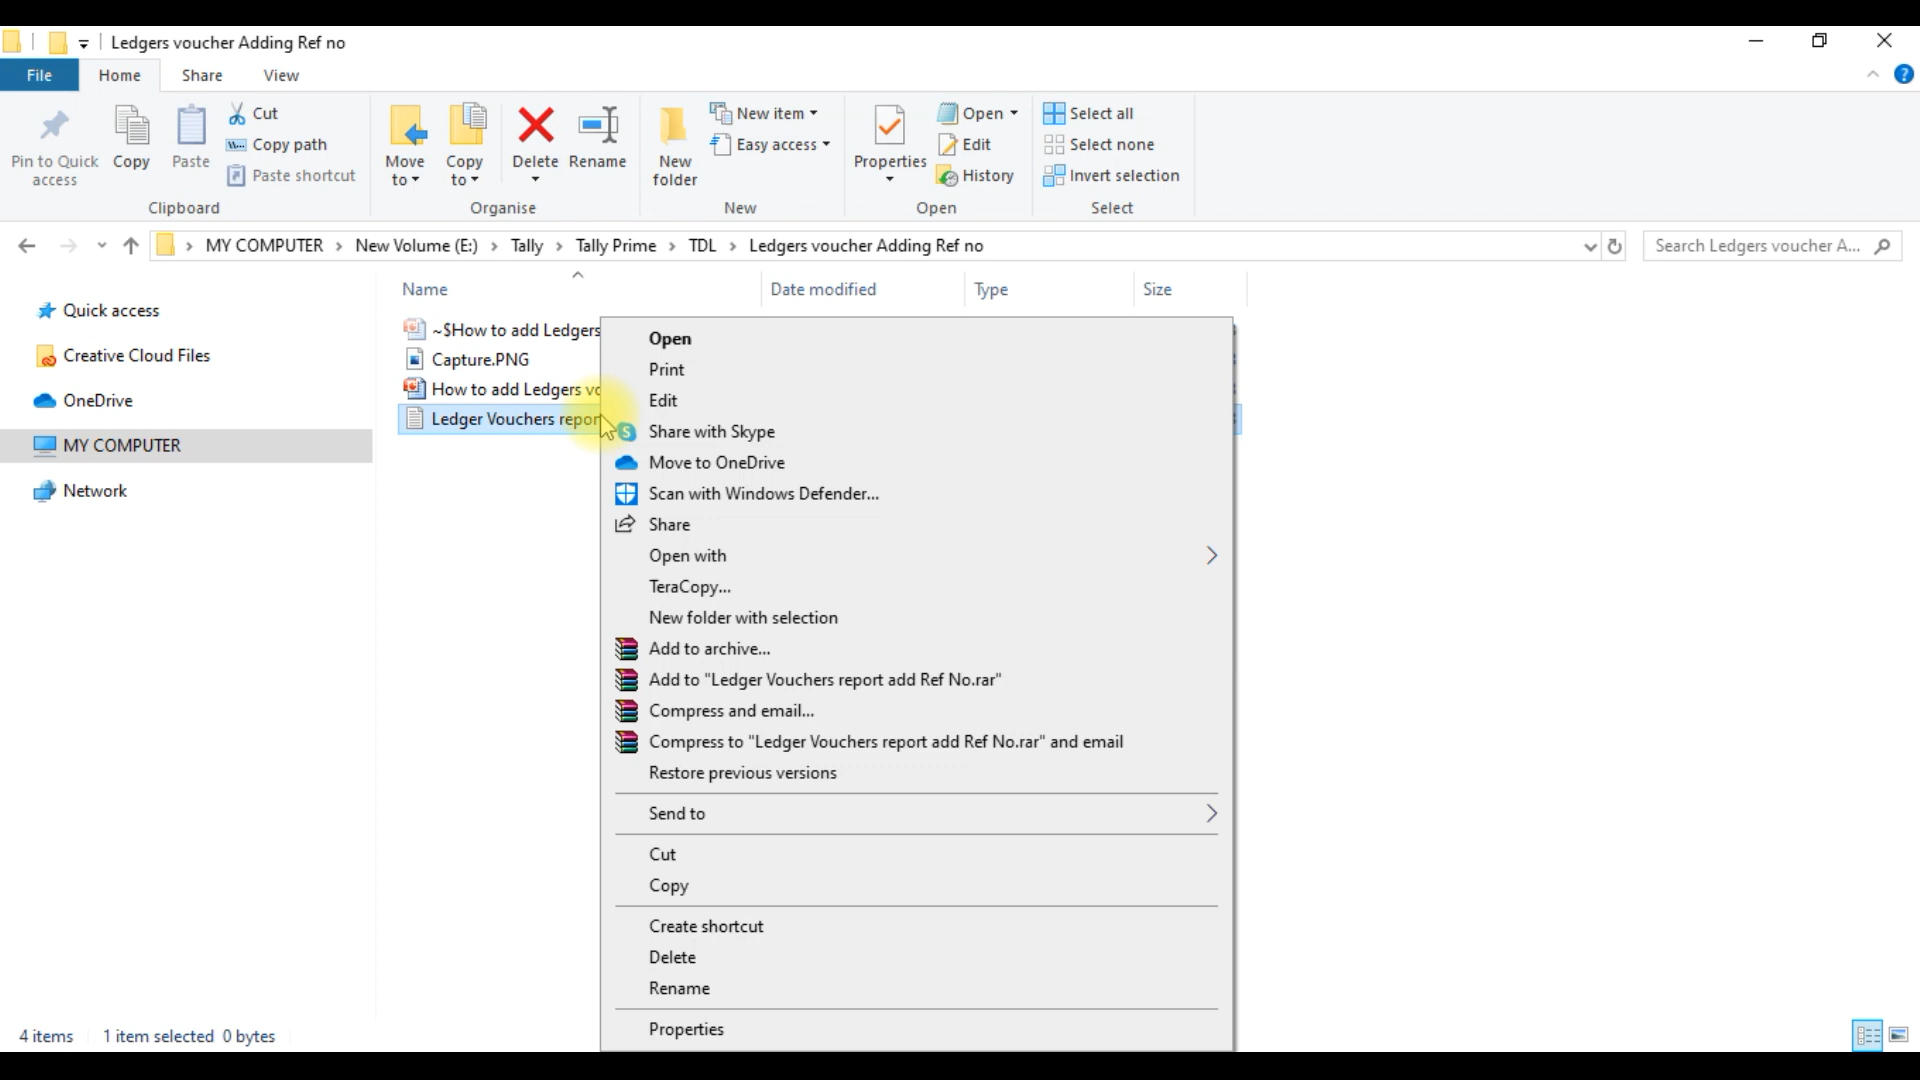 Ledgers voucher Adding Ref no
File Home Share View
Pin to Quick access
Copy
Paste
Cut
Copy path
Paste shortcut
Clipboard
Move to
Copy to
Delete
Rename
Organise
New folder
New item
Easy access
New
Properties
Open
Edit
History
Open
Select all
Select none
Invert selection
Select
MY COMPUTER New Volume (E:) Tally Tally Prime TDL Ledgers voucher Adding Ref no
Search Ledgers voucher A...
Quick access
Creative Cloud Files
OneDrive
MY COMPUTER
Network
Name Date modified Type Size
~$How to add Ledgers
Capture.PNG
How to add Ledgers
Ledger Vouchers
Open
Print
Edit
Share with Skype
Move to OneDrive
Scan with Windows Defender...
Share
Open with
TeraCopy...
New folder with selection
Add to archive...
Add to "Ledger Vouchers report add Ref No.rar"
Compress and email...
Compress to "Ledger Vouchers report add Ref No.rar" and email
Restore previous versions
Send to
Cut
Copy
Create shortcut
Delete
Rename
Properties
4 items 1 item selected 0 bytes